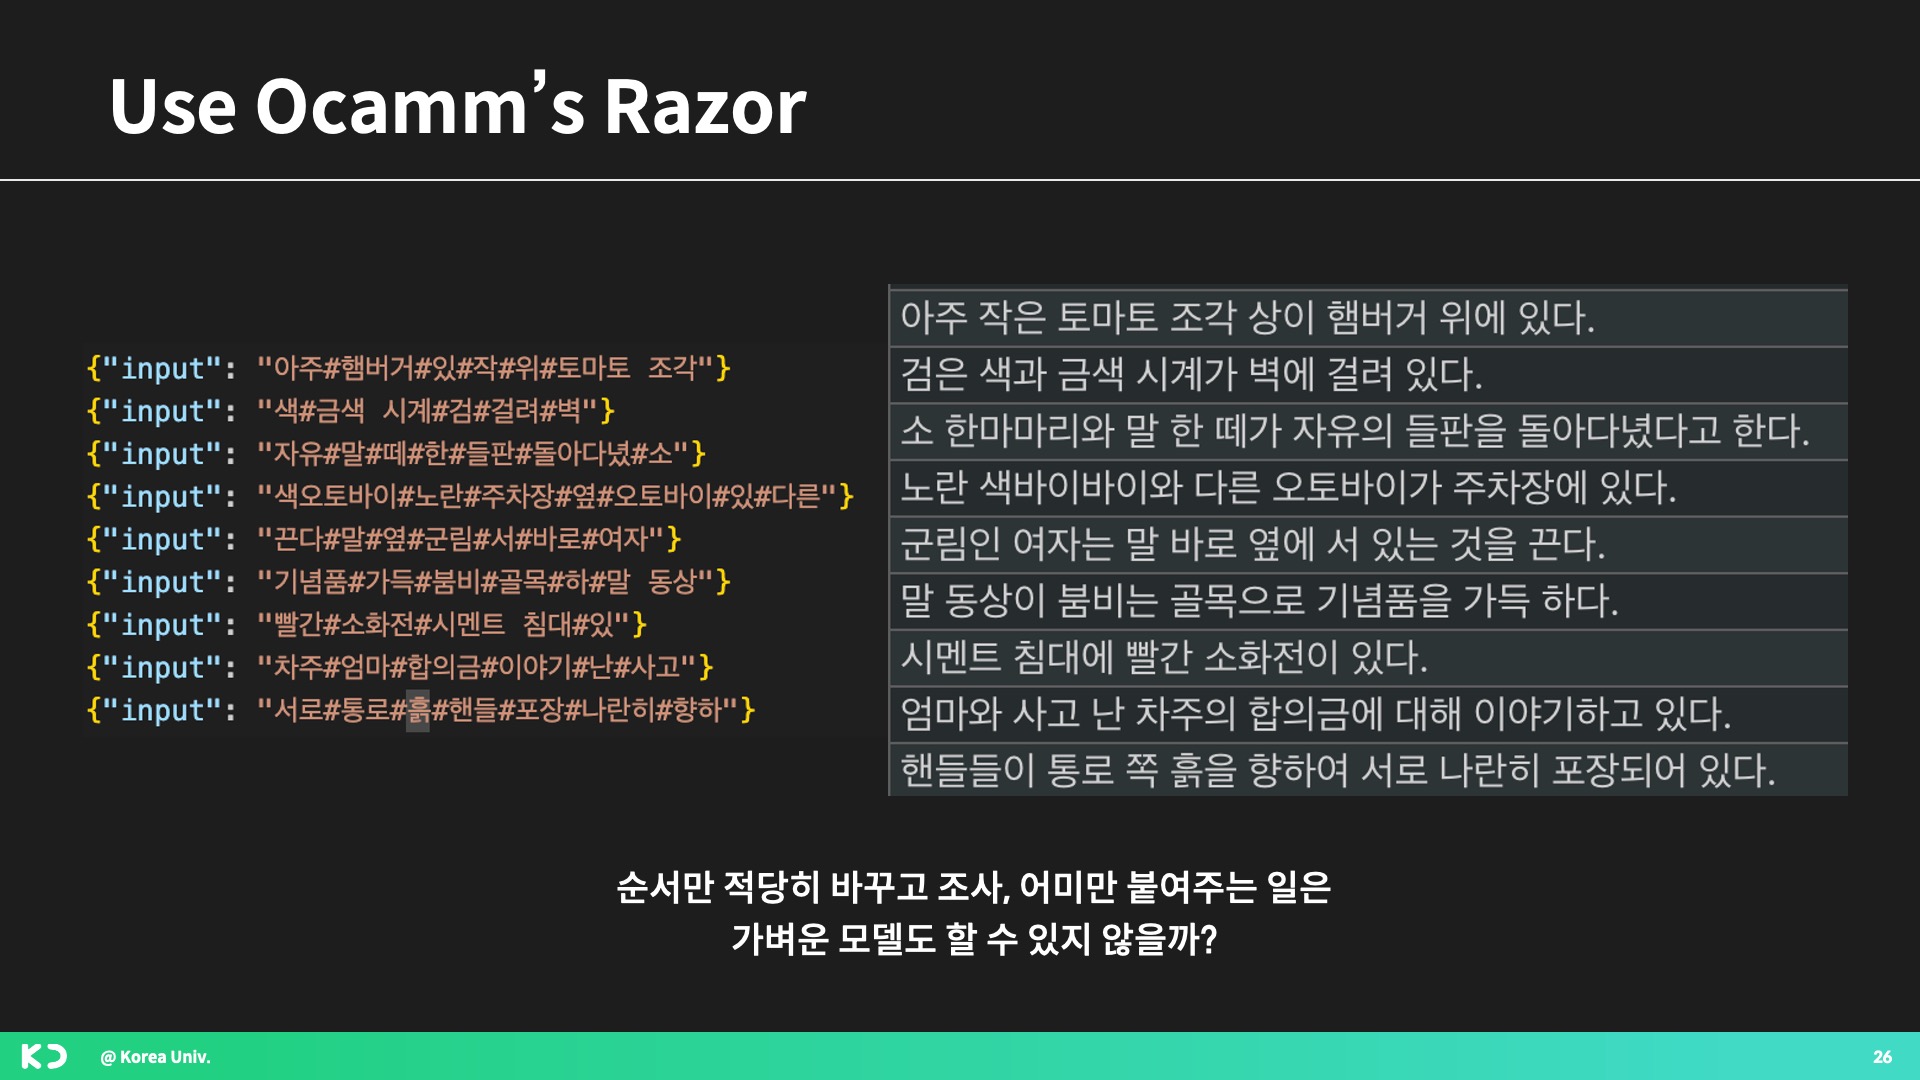 Use Ocamm’s Razor
{"input": "아주#햄버거#있#작#위#토마토 조각"}
{"input": "색#금색 시계#검#걸려#벽"}
{"input": "자유#말#떼#한#들판#돌아다녔#소"}
{"input": "색오토바이#노란#주차장#옆#오토바이#있#다른"}
{"input": "끈다#말#옆#군림#서#바로#여자"}
{"input": "기념품#가득#붐비#골목#하#말 동상"}
{"input": "빨간#소화전#시멘트 침대#있"}
{"input": "차주#엄마#합의금#이야기#난#사고"}
{"input": "서로#통로#흙#핸들#포장#나란히#향하"}
아주 작은 토마토 조각 상이 햄버거 위에 있다.
검은 색과 금색 시계가 벽에 걸려 있다.
소 한마마리와 말 한 떼가 자유의 들판을 돌아다녔다고 한다.
노란 색바이바이와 다른 오토바이가 주차장에 있다.
군림인 여자는 말 바로 옆에 서 있는 것을 끈다.
말 동상이 붐비는 골목으로 기념품을 가득 하다.
시멘트 침대에 빨간 소화전이 있다.
엄마와 사고 난 차주의 합의금에 대해 이야기하고 있다.
핸들들이 통로 쪽 흙을 향하여 서로 나란히 포장되어 있다.
순서만 적당히 바꾸고 조사, 어미만 붙여주는 일은
가벼운 모델도 할 수 있지 않을까?
@ Korea Univ.
26